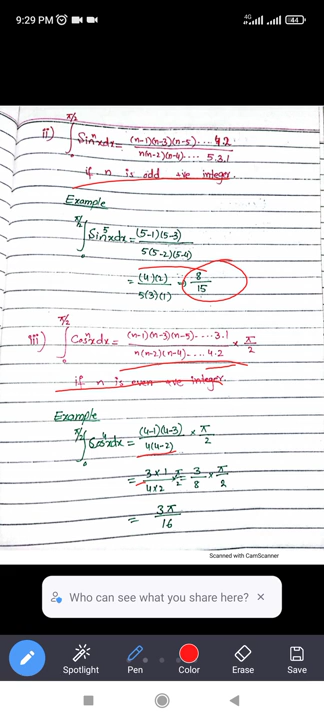 9:29 PM
4G
44
ii) ∫₀^{π/2} Sinⁿx dx = (n-1)(n-3)(n-5)....4.2 / n(n-2)(n-4).... 5.3.1
if n is odd +ve integer.
Example
∫₀^{π/2} Sin⁵x dx = (5-1)(5-3) / 5(5-2)(5-4)
= (4)(2) / 5(3)(1) ⇒ 8/15
iii) ∫₀^{π/2} Cosⁿx dx = (n-1)(n-3)(n-5)....3.1 / n(n-2)(n-4)....4.2 × π/2
if n is even +ve integer.
Example
∫₀^{π/2} Cos⁴x dx = (4-1)(4-3) / 4(4-2) × π/2
= 3×1 / 4×2 × π/2 = 3/8 × π/2
= 3π/16
Scanned with CamScanner
Who can see what you share here? ×
Spotlight
Pen
Color
Erase
Save